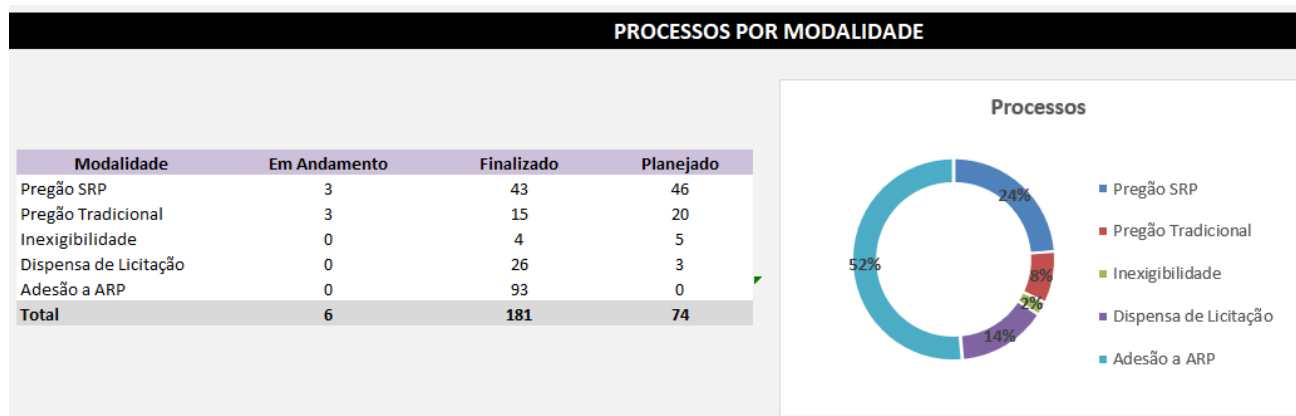 PROCESSOS POR MODALIDADE
Modalidade Em Andamento Finalizado Planejado
Pregão SRP 3 43 46
Pregão Tradicional 3 15 20
Inexigibilidade 0 4 5
Dispensa de Licitação 0 26 3
Adesão a ARP 0 93 0
Total 6 181 74
Processos
24%
8%
2%
14%
52%
Pregão SRP
Pregão Tradicional
Inexigibilidade
Dispensa de Licitação
Adesão a ARP